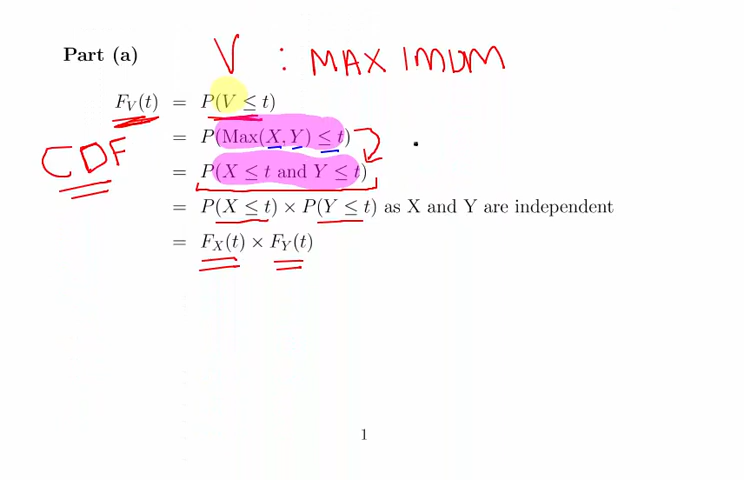 Part (a) V : MAXIMUM
F_V(t) = P(V ≤ t)
= P(Max(X, Y) ≤ t)
CDF
= P(X ≤ t and Y ≤ t)
= P(X ≤ t) × P(Y ≤ t) as X and Y are independent
= F_X(t) × F_Y(t)
1